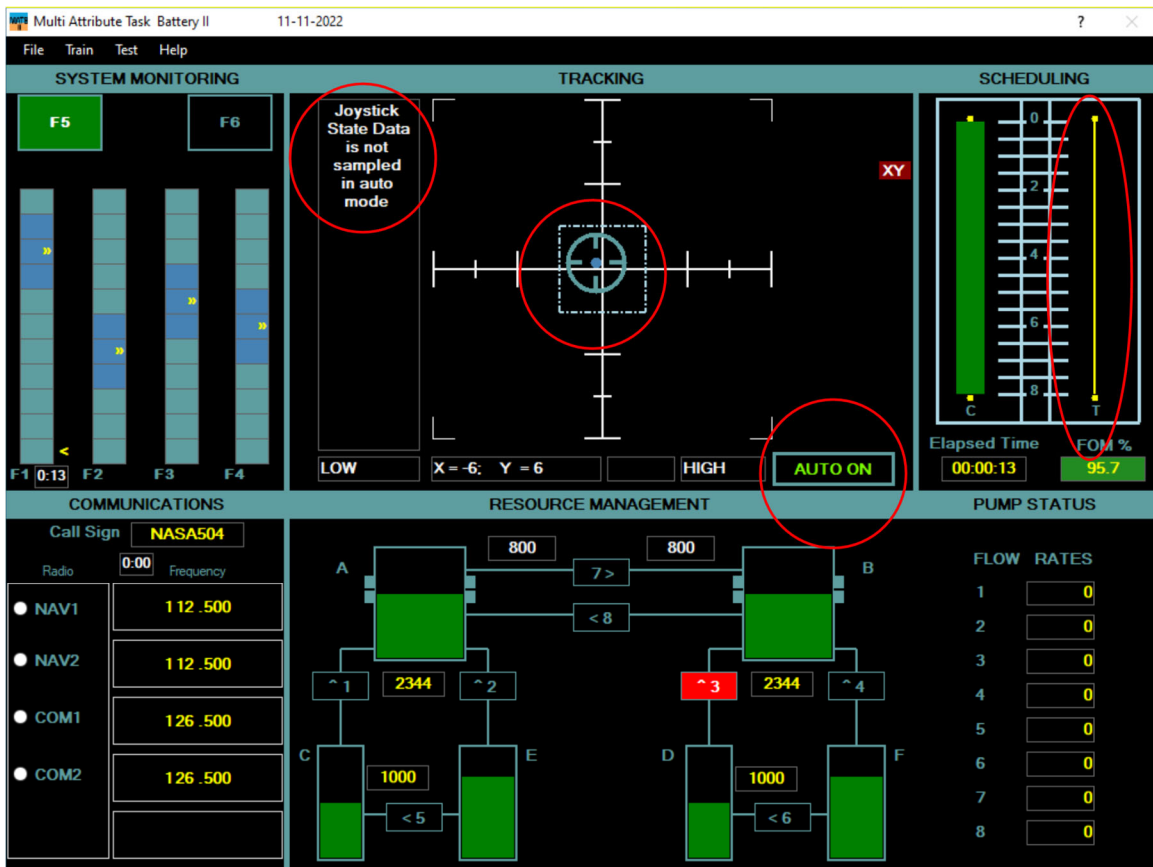 Multi Attribute Task Battery II 11-11-2022 ?
File Train Test Help
SYSTEM MONITORING
F5 F6
»
»
»
»
<
F1 0:13 F2 F3 F4
TRACKING
Joystick
State Data
is not
sampled
in auto
mode
XY
LOW X = -6; Y = 6 HIGH AUTO ON
SCHEDULING
0
2
4
6
8
C T
Elapsed Time FOM %
00:00:13 95.7
COMMUNICATIONS
Call Sign NASA504
Radio 0:00 Frequency
NAV1 112 .500
NAV2 112 .500
COM1 126 .500
COM2 126 .500
RESOURCE MANAGEMENT
800 800
A 7 > B
< 8
^ 1 2344 ^ 2 ^ 3 2344 ^ 4
C E D F
1000 1000
< 5 < 6
PUMP STATUS
FLOW RATES
1 0
2 0
3 0
4 0
5 0
6 0
7 0
8 0